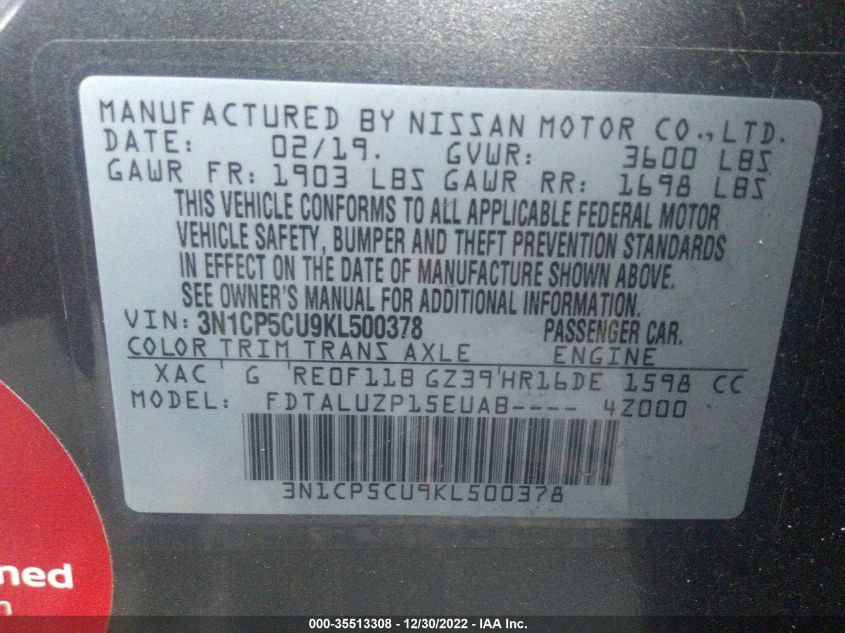 MANUFACTURED BY NISSAN MOTOR CO., LTD.
DATE: 02/19. GVWR: 3600 LBS
GAWR FR: 1903 LBS GAWR RR: 1698 LBS
THIS VEHICLE CONFORMS TO ALL APPLICABLE FEDERAL MOTOR
VEHICLE SAFETY, BUMPER AND THEFT PREVENTION STANDARDS
IN EFFECT ON THE DATE OF MANUFACTURE SHOWN ABOVE.
SEE OWNER'S MANUAL FOR ADDITIONAL INFORMATION.
VIN: 3N1CP5CU9KL500378 PASSENGER CAR.
COLOR TRIM TRANS AXLE ENGINE
XAC G RE0F11B GZ39 HR16DE 1598 CC
MODEL: FDTALUZP15EUAB---- 4Z000
3N1CP5CU9KL500378
ned
n
000-35513308 - 12/30/2022 - IAA Inc.